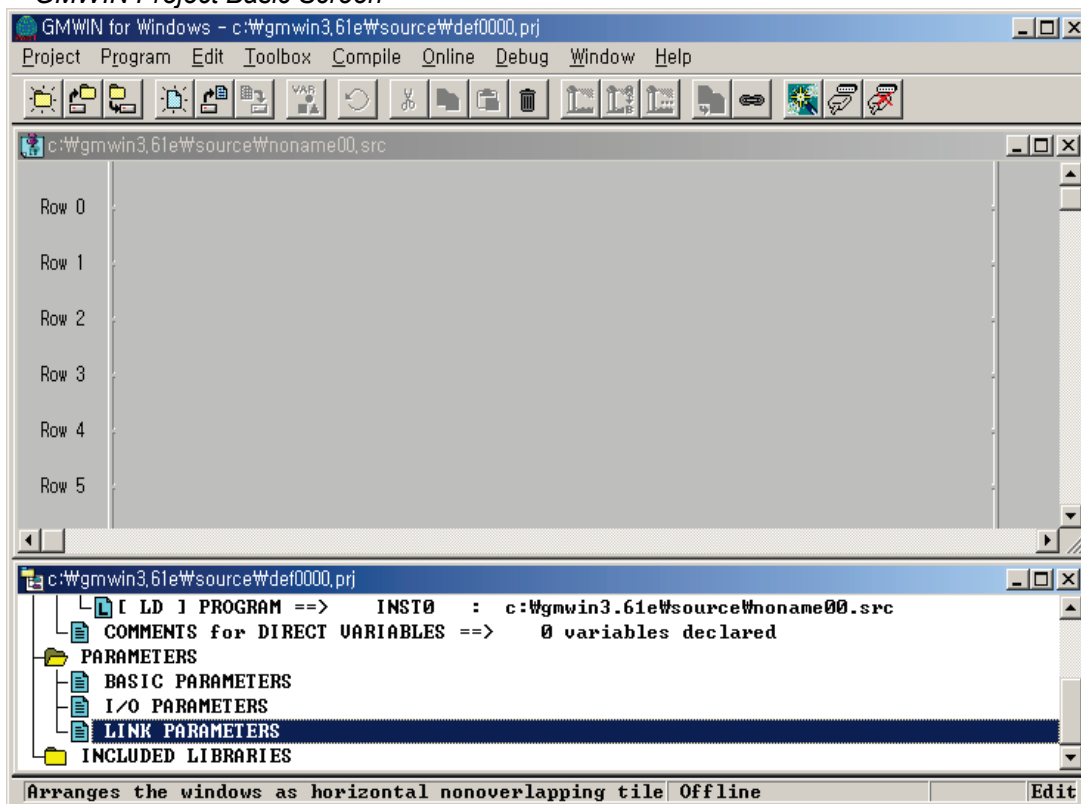 GMWIN Project Basic Screen
GMWIN for Windows - c:₩gmwin3,61e₩source₩def0000,prj
Project Program Edit Toolbox Compile Online Debug Window Help
VAR
c:₩gmwin3,61e₩source₩noname00,src
Row 0
Row 1
Row 2
Row 3
Row 4
Row 5
c:₩gmwin3,61e₩source₩def0000,prj
L [ LD ] PROGRAM ==> INST0 : c:₩gmwin3.61e₩source₩noname00.src
COMMENTS for DIRECT VARIABLES ==> 0 variables declared
PARAMETERS
BASIC PARAMETERS
I/O PARAMETERS
LINK PARAMETERS
INCLUDED LIBRARIES
Arranges the windows as horizontal nonoverlapping tile Offline Edit